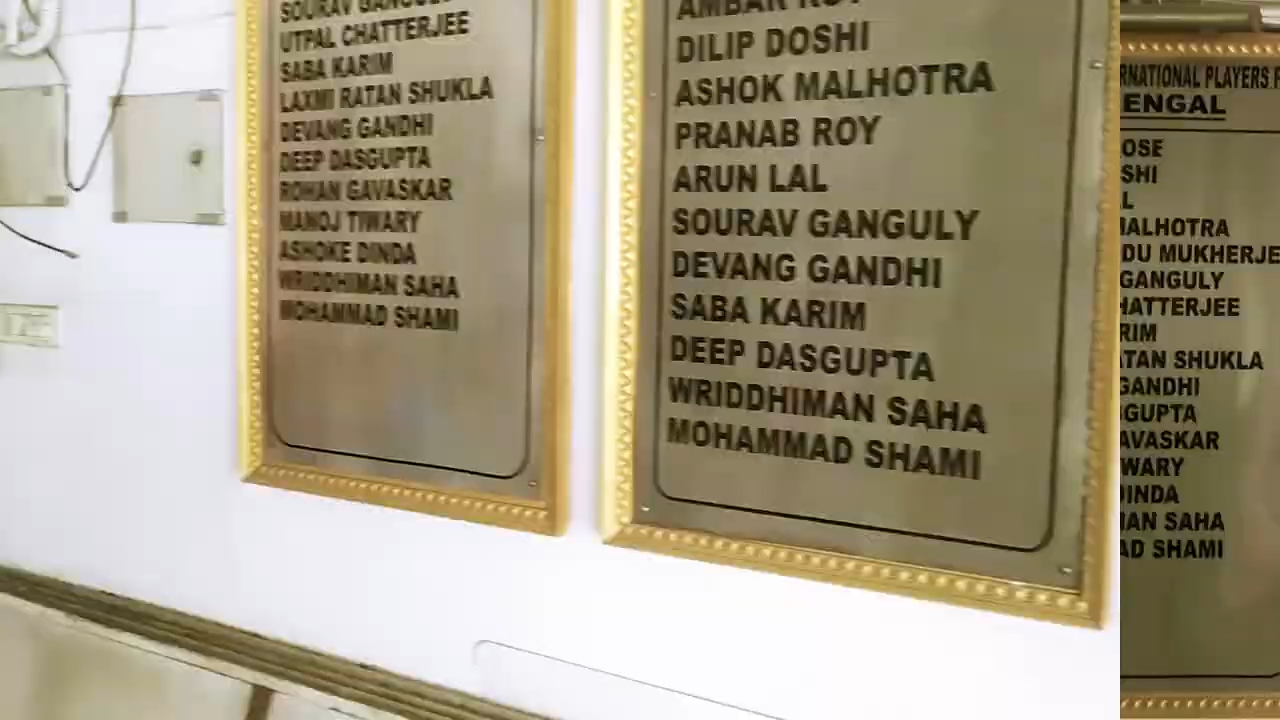 SOURAV GANGULY
UTPAL CHATTERJEE
SABA KARIM
LAXMI RATAN SHUKLA
DEVANG GANDHI
DEEP DASGUPTA
ROHAN GAVASKAR
MANOJ TIWARY
ASHOKE DINDA
WRIDDHIMAN SAHA
MOHAMMAD SHAMI
AMBAR ROY
DILIP DOSHI
ASHOK MALHOTRA
PRANAB ROY
ARUN LAL
SOURAV GANGULY
DEVANG GANDHI
SABA KARIM
DEEP DASGUPTA
WRIDDHIMAN SAHA
MOHAMMAD SHAMI
RNATIONAL PLAYERS F
ENGAL
OSE
SHI
L
MALHOTRA
DU MUKHERJE
GANGULY
HATTERJEE
RIM
TAN SHUKLA
GANDHI
SGUPTA
AVASKAR
WARY
DINDA
AN SAHA
AD SHAMI